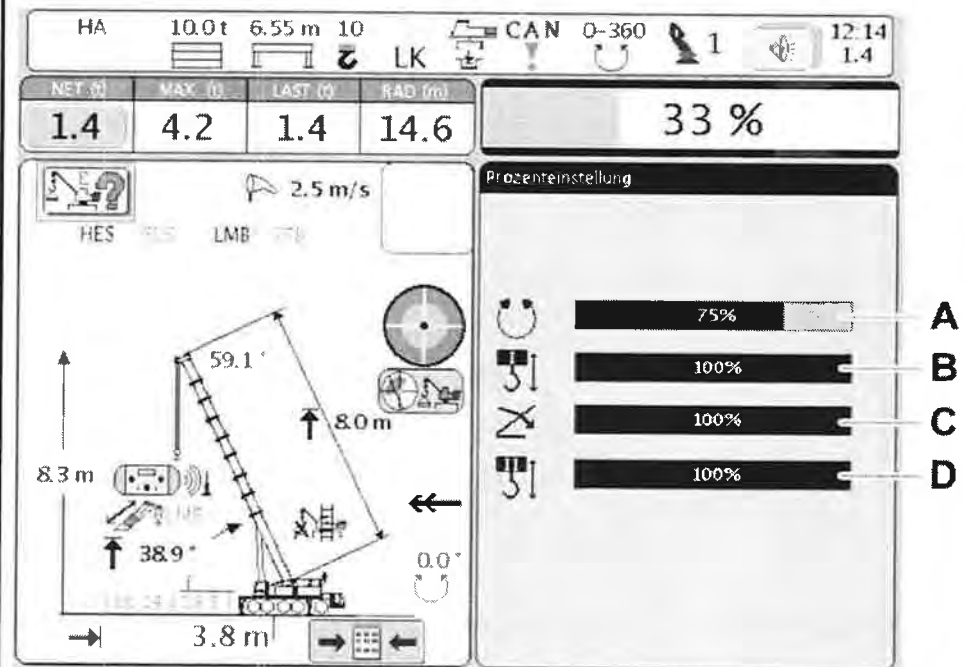 HA 10.0 t 6.55 m 10 LK CAN 0-360 1 12:14
1.4
NET (t) MAX. (t) LAST (t) RAD (m)
1.4 4.2 1.4 14.6
33 %
2.5 m/s
HES LMB
59.1 °
8.0 m
8.3 m
38.9 °
0.0 °
3.8 m
Prozenteinstellung
75% A
100% B
100% C
100% D